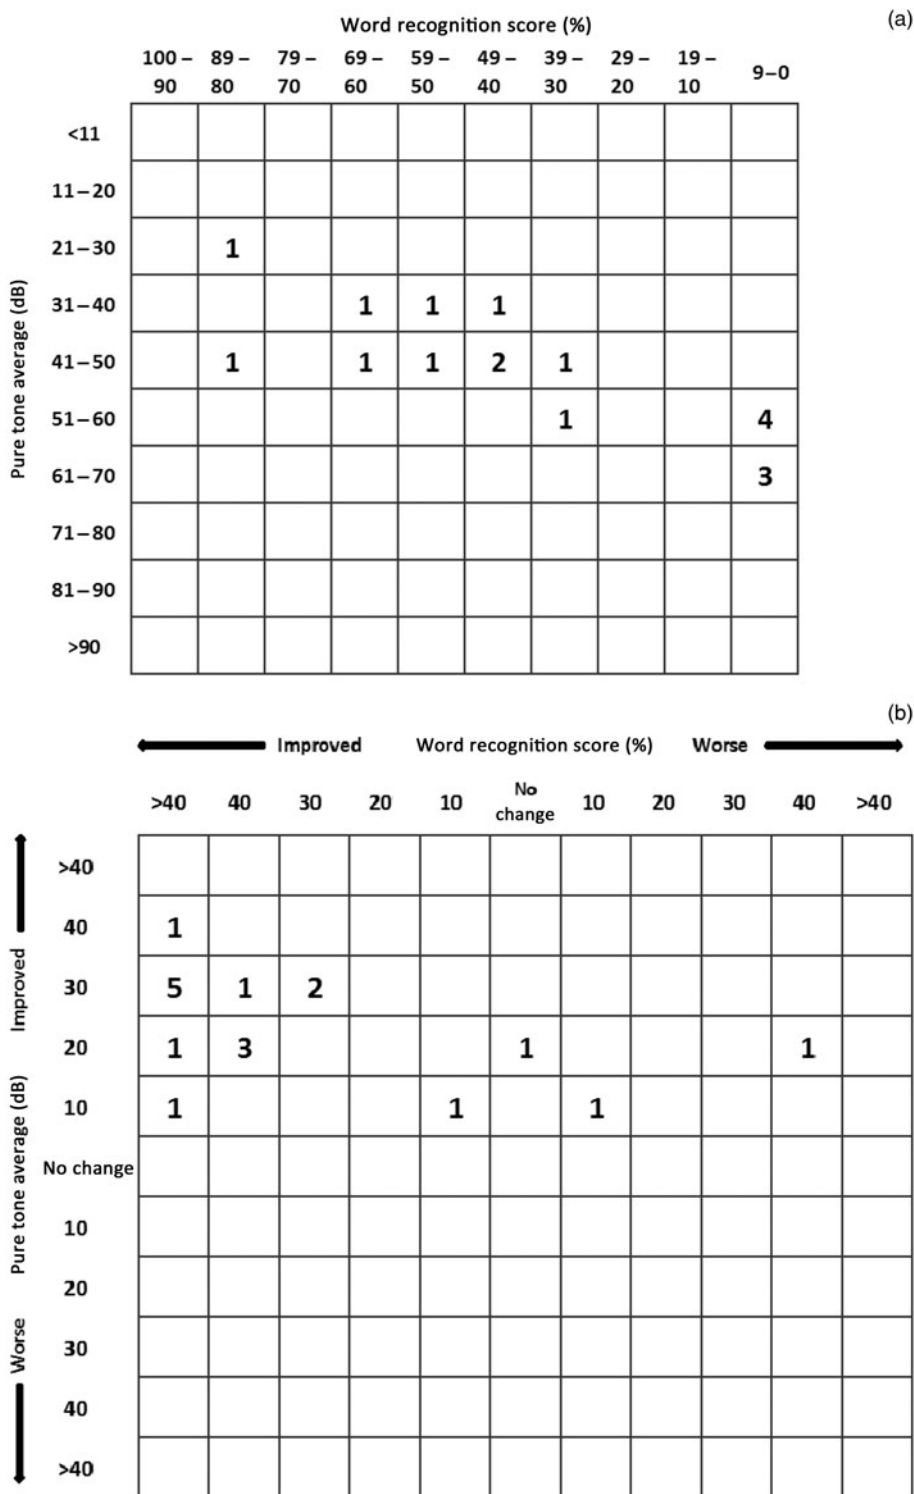 (a)
Word recognition score (%)
100 – 89 – 79 – 69 – 59 – 49 – 39 – 29 – 19 – 9–0
90 80 70 60 50 40 30 20 10
Pure tone average (dB)
<11
11–20
21–30 1
31–40 1 1 1
41–50 1 1 1 2 1
51–60 1 4
61–70 3
71–80
81–90
>90
(b)
Improved Word recognition score (%) Worse
>40 40 30 20 10 No change 10 20 30 40 >40
Improved
Pure tone average (dB)
Worse
>40
40 1
30 5 1 2
20 1 3 1 1
10 1 1 1
No change
10
20
30
40
>40